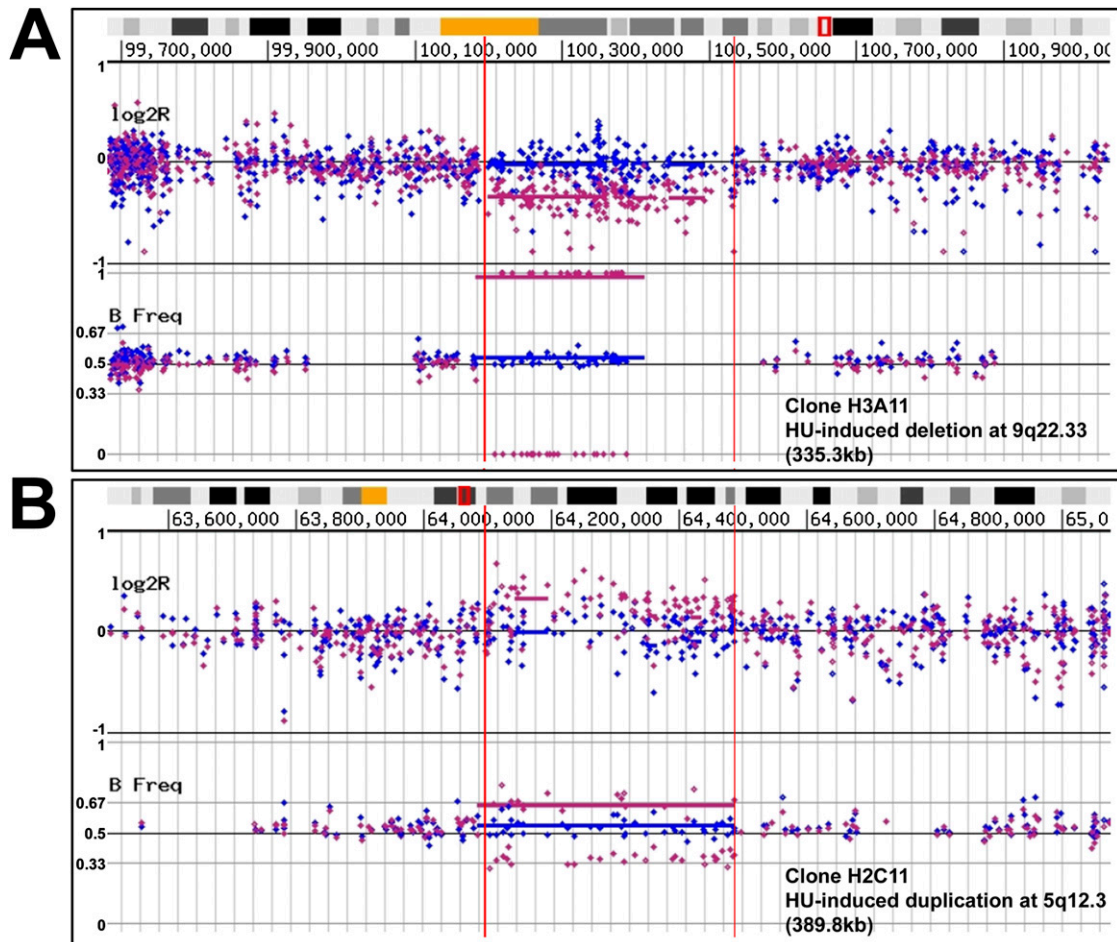 A
99,700,000 99,900,000 100,100,000 100,300,000 100,500,000 100,700,000 100,900,0
1
log2R
0
-1
1
B Freq
0.67
0.5
0.33
0
Clone H3A11
HU-induced deletion at 9q22.33
(335.3kb)
B
63,600,000 63,800,000 64,000,000 64,200,000 64,400,000 64,600,000 64,800,000 65,0
1
log2R
0
-1
1
B Freq
0.67
0.5
0.33
0
Clone H2C11
HU-induced duplication at 5q12.3
(389.8kb)